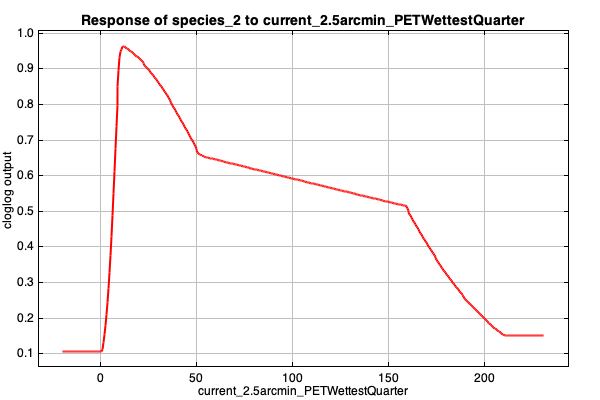 Response of species_2 to current_2.5arcmin_PETWettestQuarter
1.0
0.9
0.8
0.7
0.6
0.5
0.4
0.3
0.2
0.1
cloglog output
0 50 100 150 200
current_2.5arcmin_PETWettestQuarter